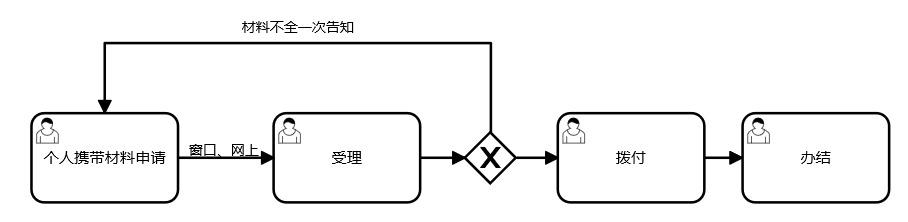 材料不全一次告知
个人携带材料申请
窗口、网上
受理
X
拨付
办结